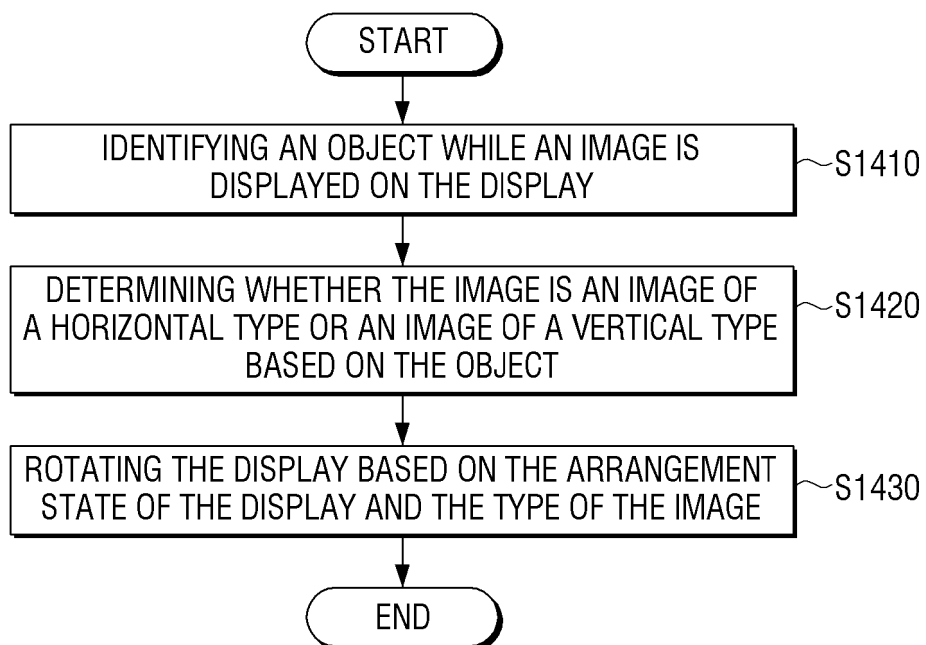 START
IDENTIFYING AN OBJECT WHILE AN IMAGE IS
DISPLAYED ON THE DISPLAY
S1410
DETERMINING WHETHER THE IMAGE IS AN IMAGE OF
A HORIZONTAL TYPE OR AN IMAGE OF A VERTICAL TYPE
BASED ON THE OBJECT
S1420
ROTATING THE DISPLAY BASED ON THE ARRANGEMENT
STATE OF THE DISPLAY AND THE TYPE OF THE IMAGE
S1430
END